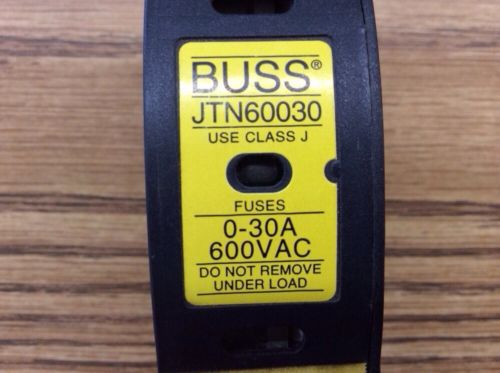 BUSS®
JTN60030
USE CLASS J
FUSES
0-30A
600VAC
DO NOT REMOVE
UNDER LOAD